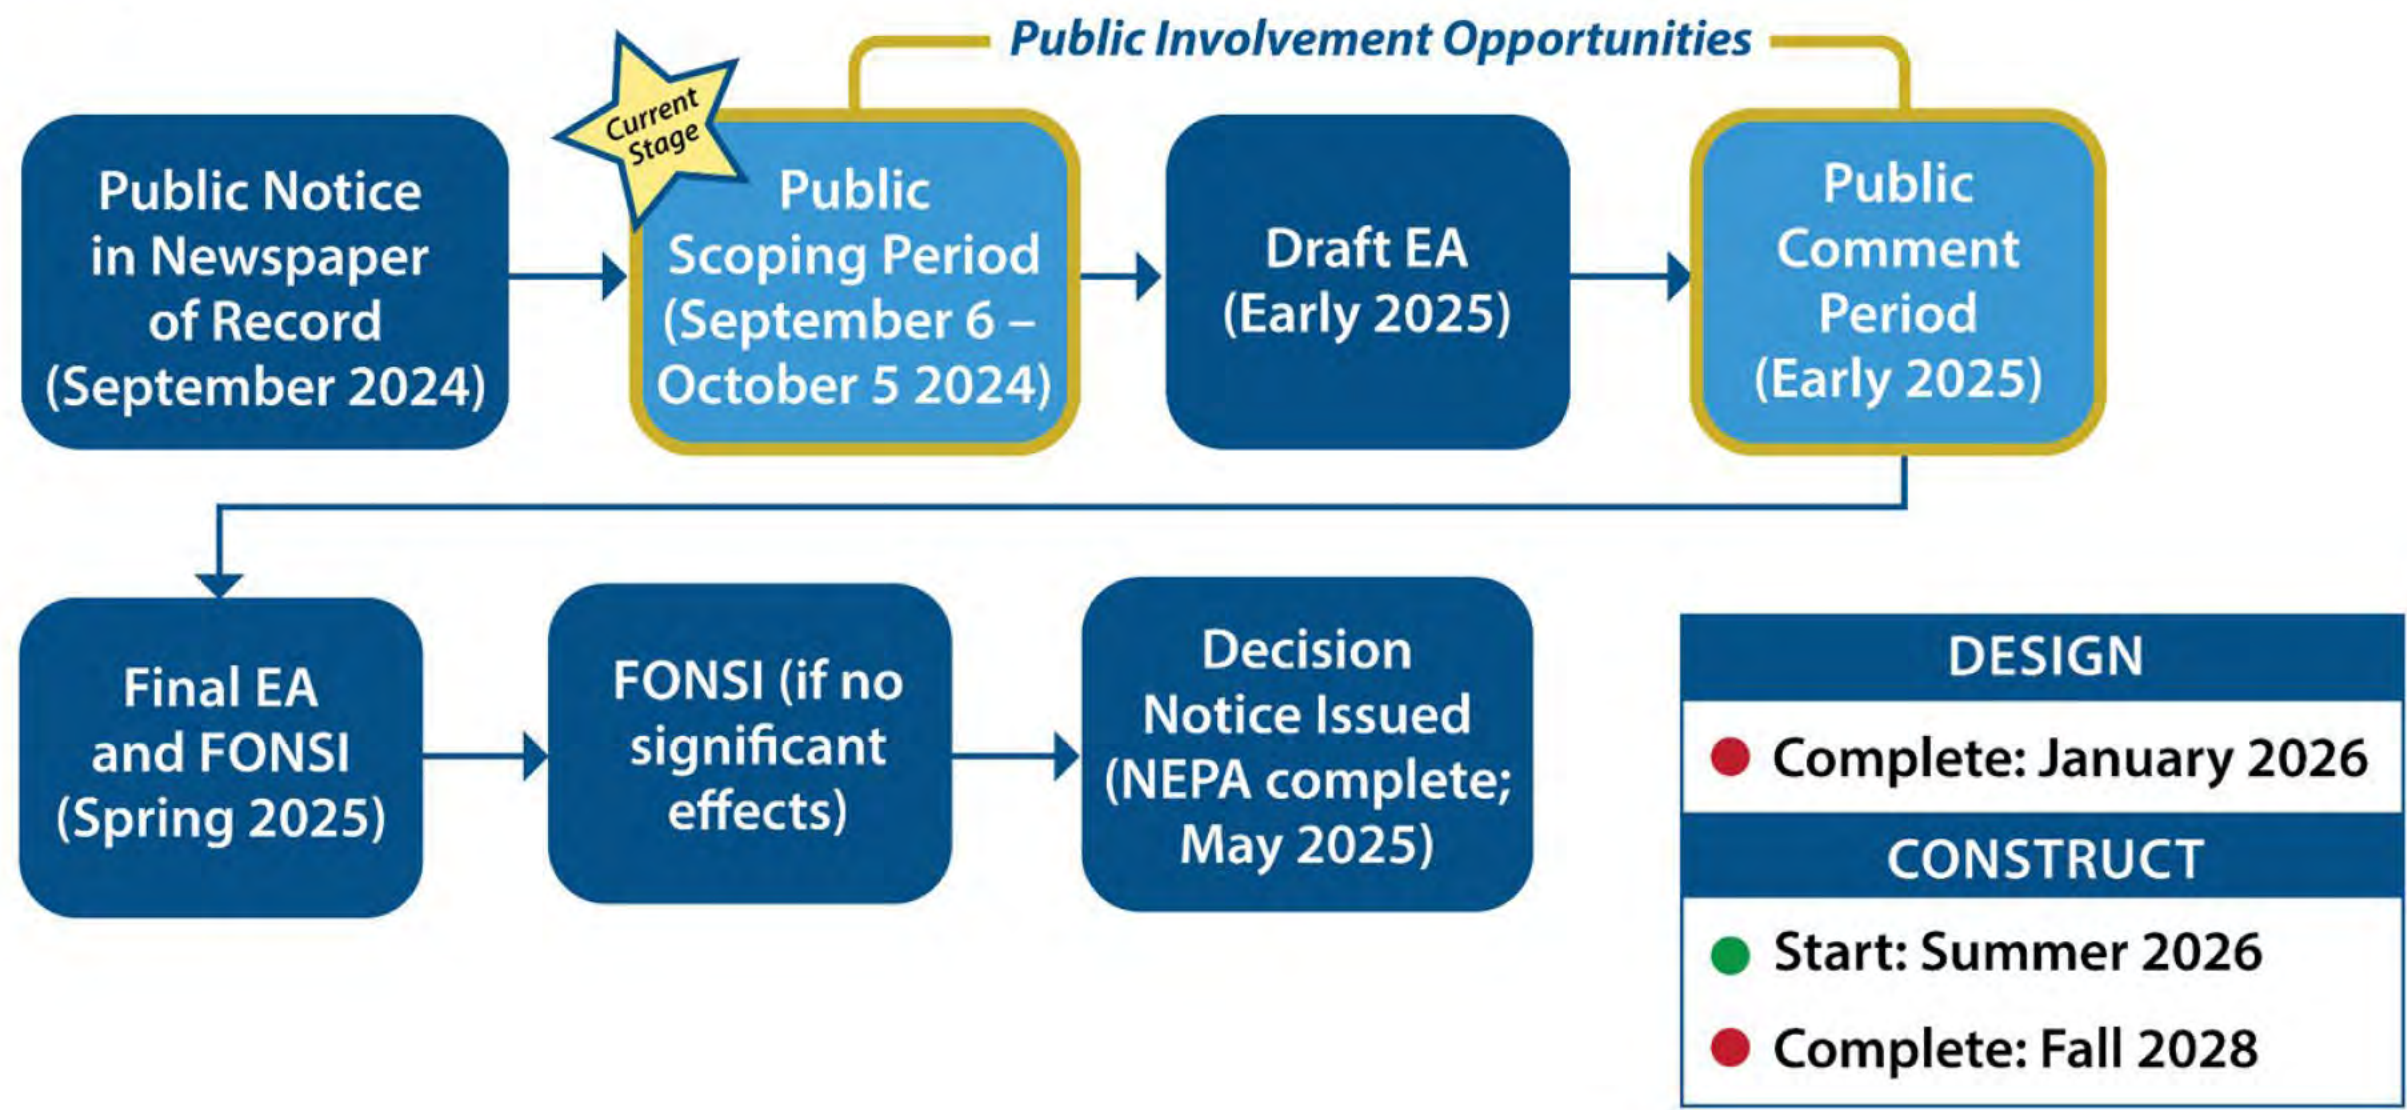 Public Involvement Opportunities
Current
Stage
Public Notice
in Newspaper
of Record
(September 2024)
Public
Scoping Period
(September 6 –
October 5 2024)
Draft EA
(Early 2025)
Public
Comment
Period
(Early 2025)
Final EA
and FONSI
(Spring 2025)
FONSI (if no
significant
effects)
Decision
Notice Issued
(NEPA complete;
May 2025)
DESIGN
Complete: January 2026
CONSTRUCT
Start: Summer 2026
Complete: Fall 2028